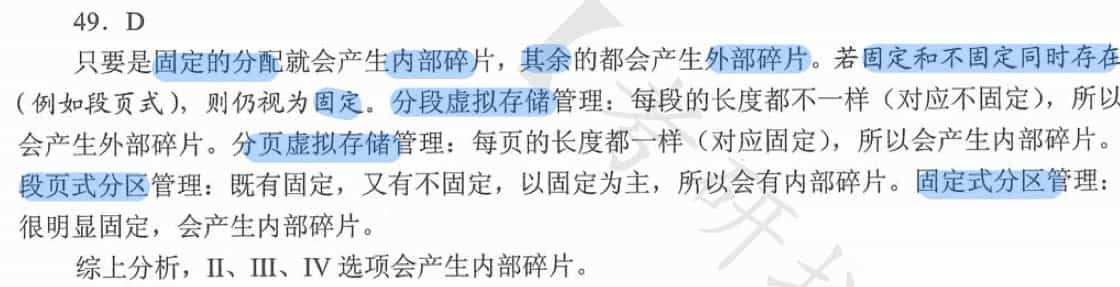 49．D
只要是固定的分配就会产生内部碎片，其余的都会产生外部碎片。若固定和不固定同时存在
(例如段页式)，则仍视为固定。分段虚拟存储管理：每段的长度都不一样（对应不固定），所以
会产生外部碎片。分页虚拟存储管理：每页的长度都一样（对应固定），所以会产生内部碎片。
段页式分区管理：既有固定，又有不固定，以固定为主，所以会有内部碎片。固定式分区管理：
很明显固定，会产生内部碎片。
综上分析，II、III、IV 选项会产生内部碎片。
考研